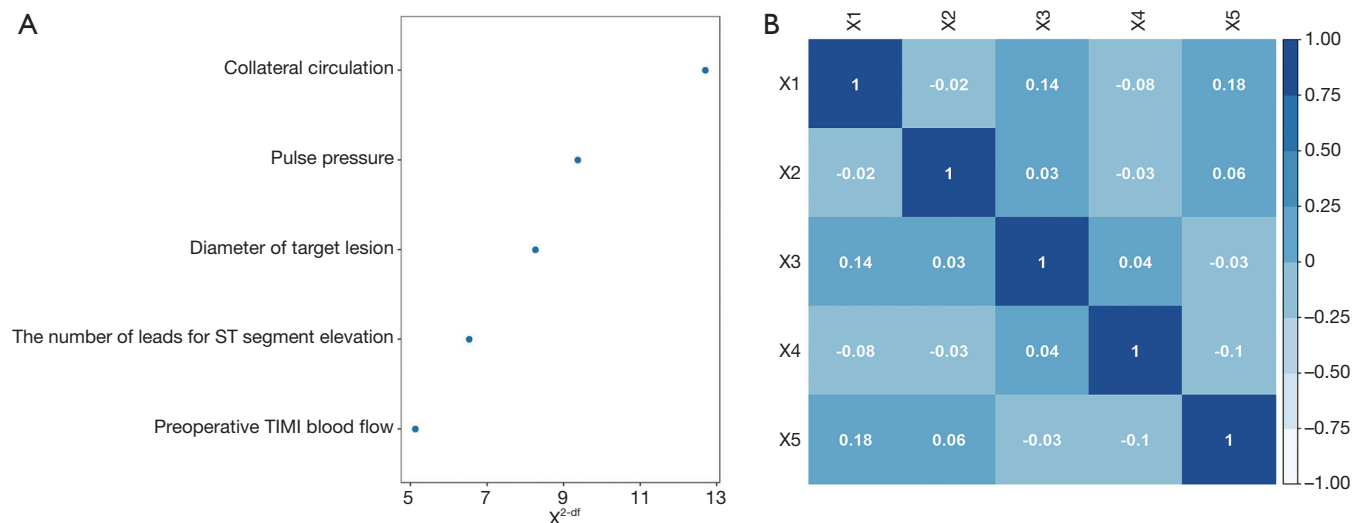 A
Collateral circulation
Pulse pressure
Diameter of target lesion
The number of leads for ST segment elevation
Preoperative TIMI blood flow
5 7 9 11 13
X2-df
B
X1 X2 X3 X4 X5
X1 1 -0.02 0.14 -0.08 0.18
X2 -0.02 1 0.03 -0.03 0.06
X3 0.14 0.03 1 0.04 -0.03
X4 -0.08 -0.03 0.04 1 -0.1
X5 0.18 0.06 -0.03 -0.1 1
1.00
0.75
0.50
0.25
0
−0.25
−0.50
−0.75
−1.00